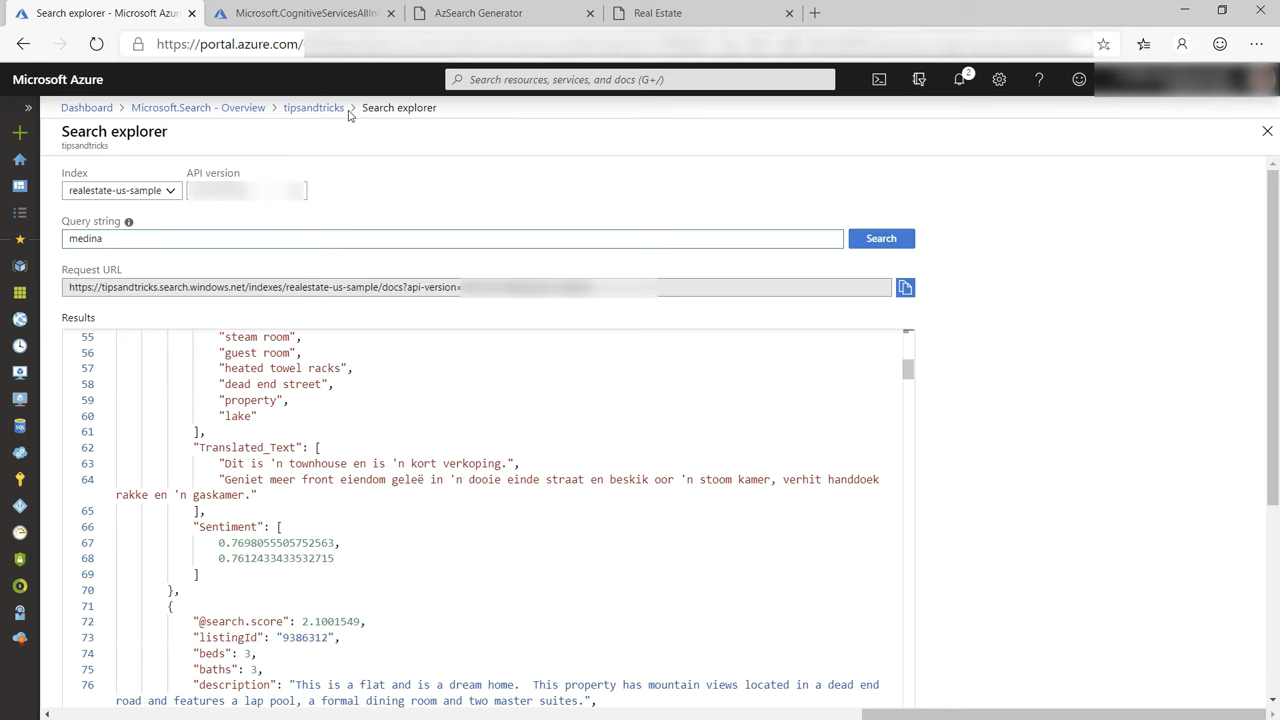 Search explorer - Microsoft Azur
Microsoft.CognitiveServicesAllIn
AzSearch Generator
Real Estate
https://portal.azure.com/
Microsoft Azure
Search resources, services, and docs (G+/)
2
Dashboard > Microsoft.Search - Overview > tipsandtricks > Search explorer
Search explorer
tipsandtricks
Index
API version
realestate-us-sample
Query string
medina
Search
Request URL
https://tipsandtricks.search.windows.net/indexes/realestate-us-sample/docs?api-version=
Results
55 "steam room",
56 "guest room",
57 "heated towel racks",
58 "dead end street",
59 "property",
60 "lake"
61 ],
62 "Translated_Text": [
63 "Dit is 'n townhouse en is 'n kort verkoping.",
64 "Geniet meer front eiendom geleë in 'n dooie einde straat en beskik oor 'n stoom kamer, verhit handdoek
rakke en 'n gaskamer."
65 ],
66 "Sentiment": [
67 0.7698055505752563,
68 0.7612433433532715
69 ]
70 },
71 {
72 "@search.score": 2.1001549,
73 "listingId": "9386312",
74 "beds": 3,
75 "baths": 3,
76 "description": "This is a flat and is a dream home.  This property has mountain views located in a dead end
road and features a lap pool, a formal dining room and two master suites.",